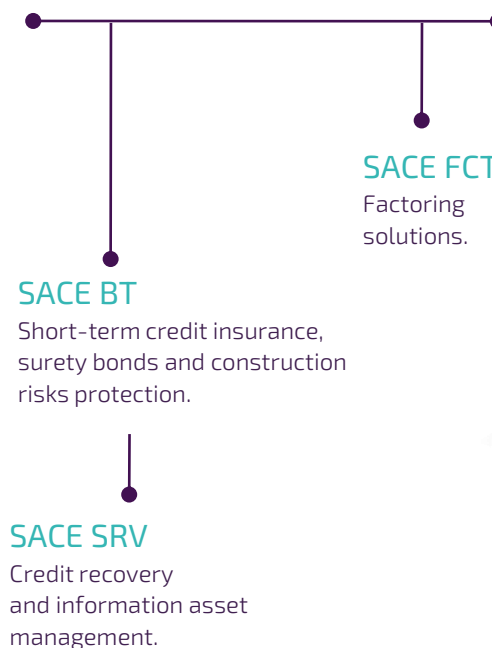 SACE FCT
Factoring
solutions.
SACE BT
Short-term credit insurance,
surety bonds and construction
risks protection.
SACE SRV
Credit recovery
and information asset
management.